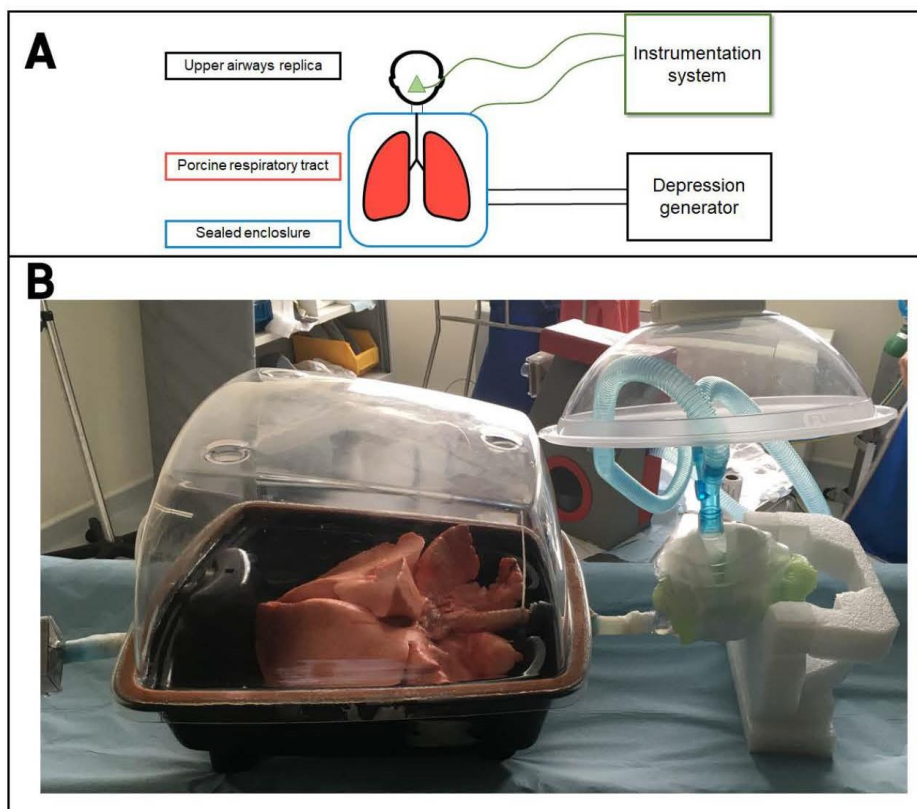 A
Upper airways replica
Instrumentation
system
Porcine respiratory tract
Depression
generator
Sealed encloslure
B